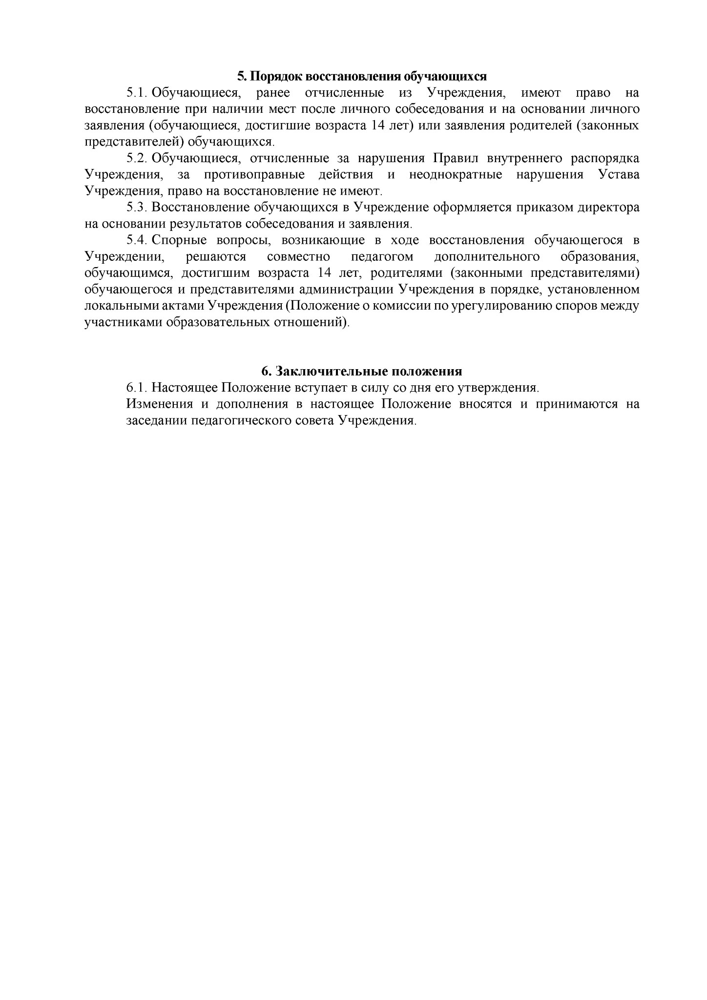 5. Порядок восстановления обучающихся
5.1. Обучающиеся, ранее отчисленные из Учреждения, имеют право на
восстановление при наличии мест после личного собеседования и на основании личного
заявления (обучающиеся, достигшие возраста 14 лет) или заявления родителей (законных
представителей) обучающихся.
5.2. Обучающиеся, отчисленные за нарушения Правил внутреннего распорядка
Учреждения, за противоправные действия и неоднократные нарушения Устава
Учреждения, право на восстановление не имеют.
5.3. Восстановление обучающихся в Учреждение оформляется приказом директора
на основании результатов собеседования и заявления.
5.4. Спорные вопросы, возникающие в ходе восстановления обучающегося в
Учреждении, решаются совместно педагогом дополнительного образования,
обучающимся, достигшим возраста 14 лет, родителями (законными представителями)
обучающегося и представителями администрации Учреждения в порядке, установленном
локальными актами Учреждения (Положение о комиссии по урегулированию споров между
участниками образовательных отношений).
6. Заключительные положения
6.1. Настоящее Положение вступает в силу со дня его утверждения.
Изменения и дополнения в настоящее Положение вносятся и принимаются на
заседании педагогического совета Учреждения.